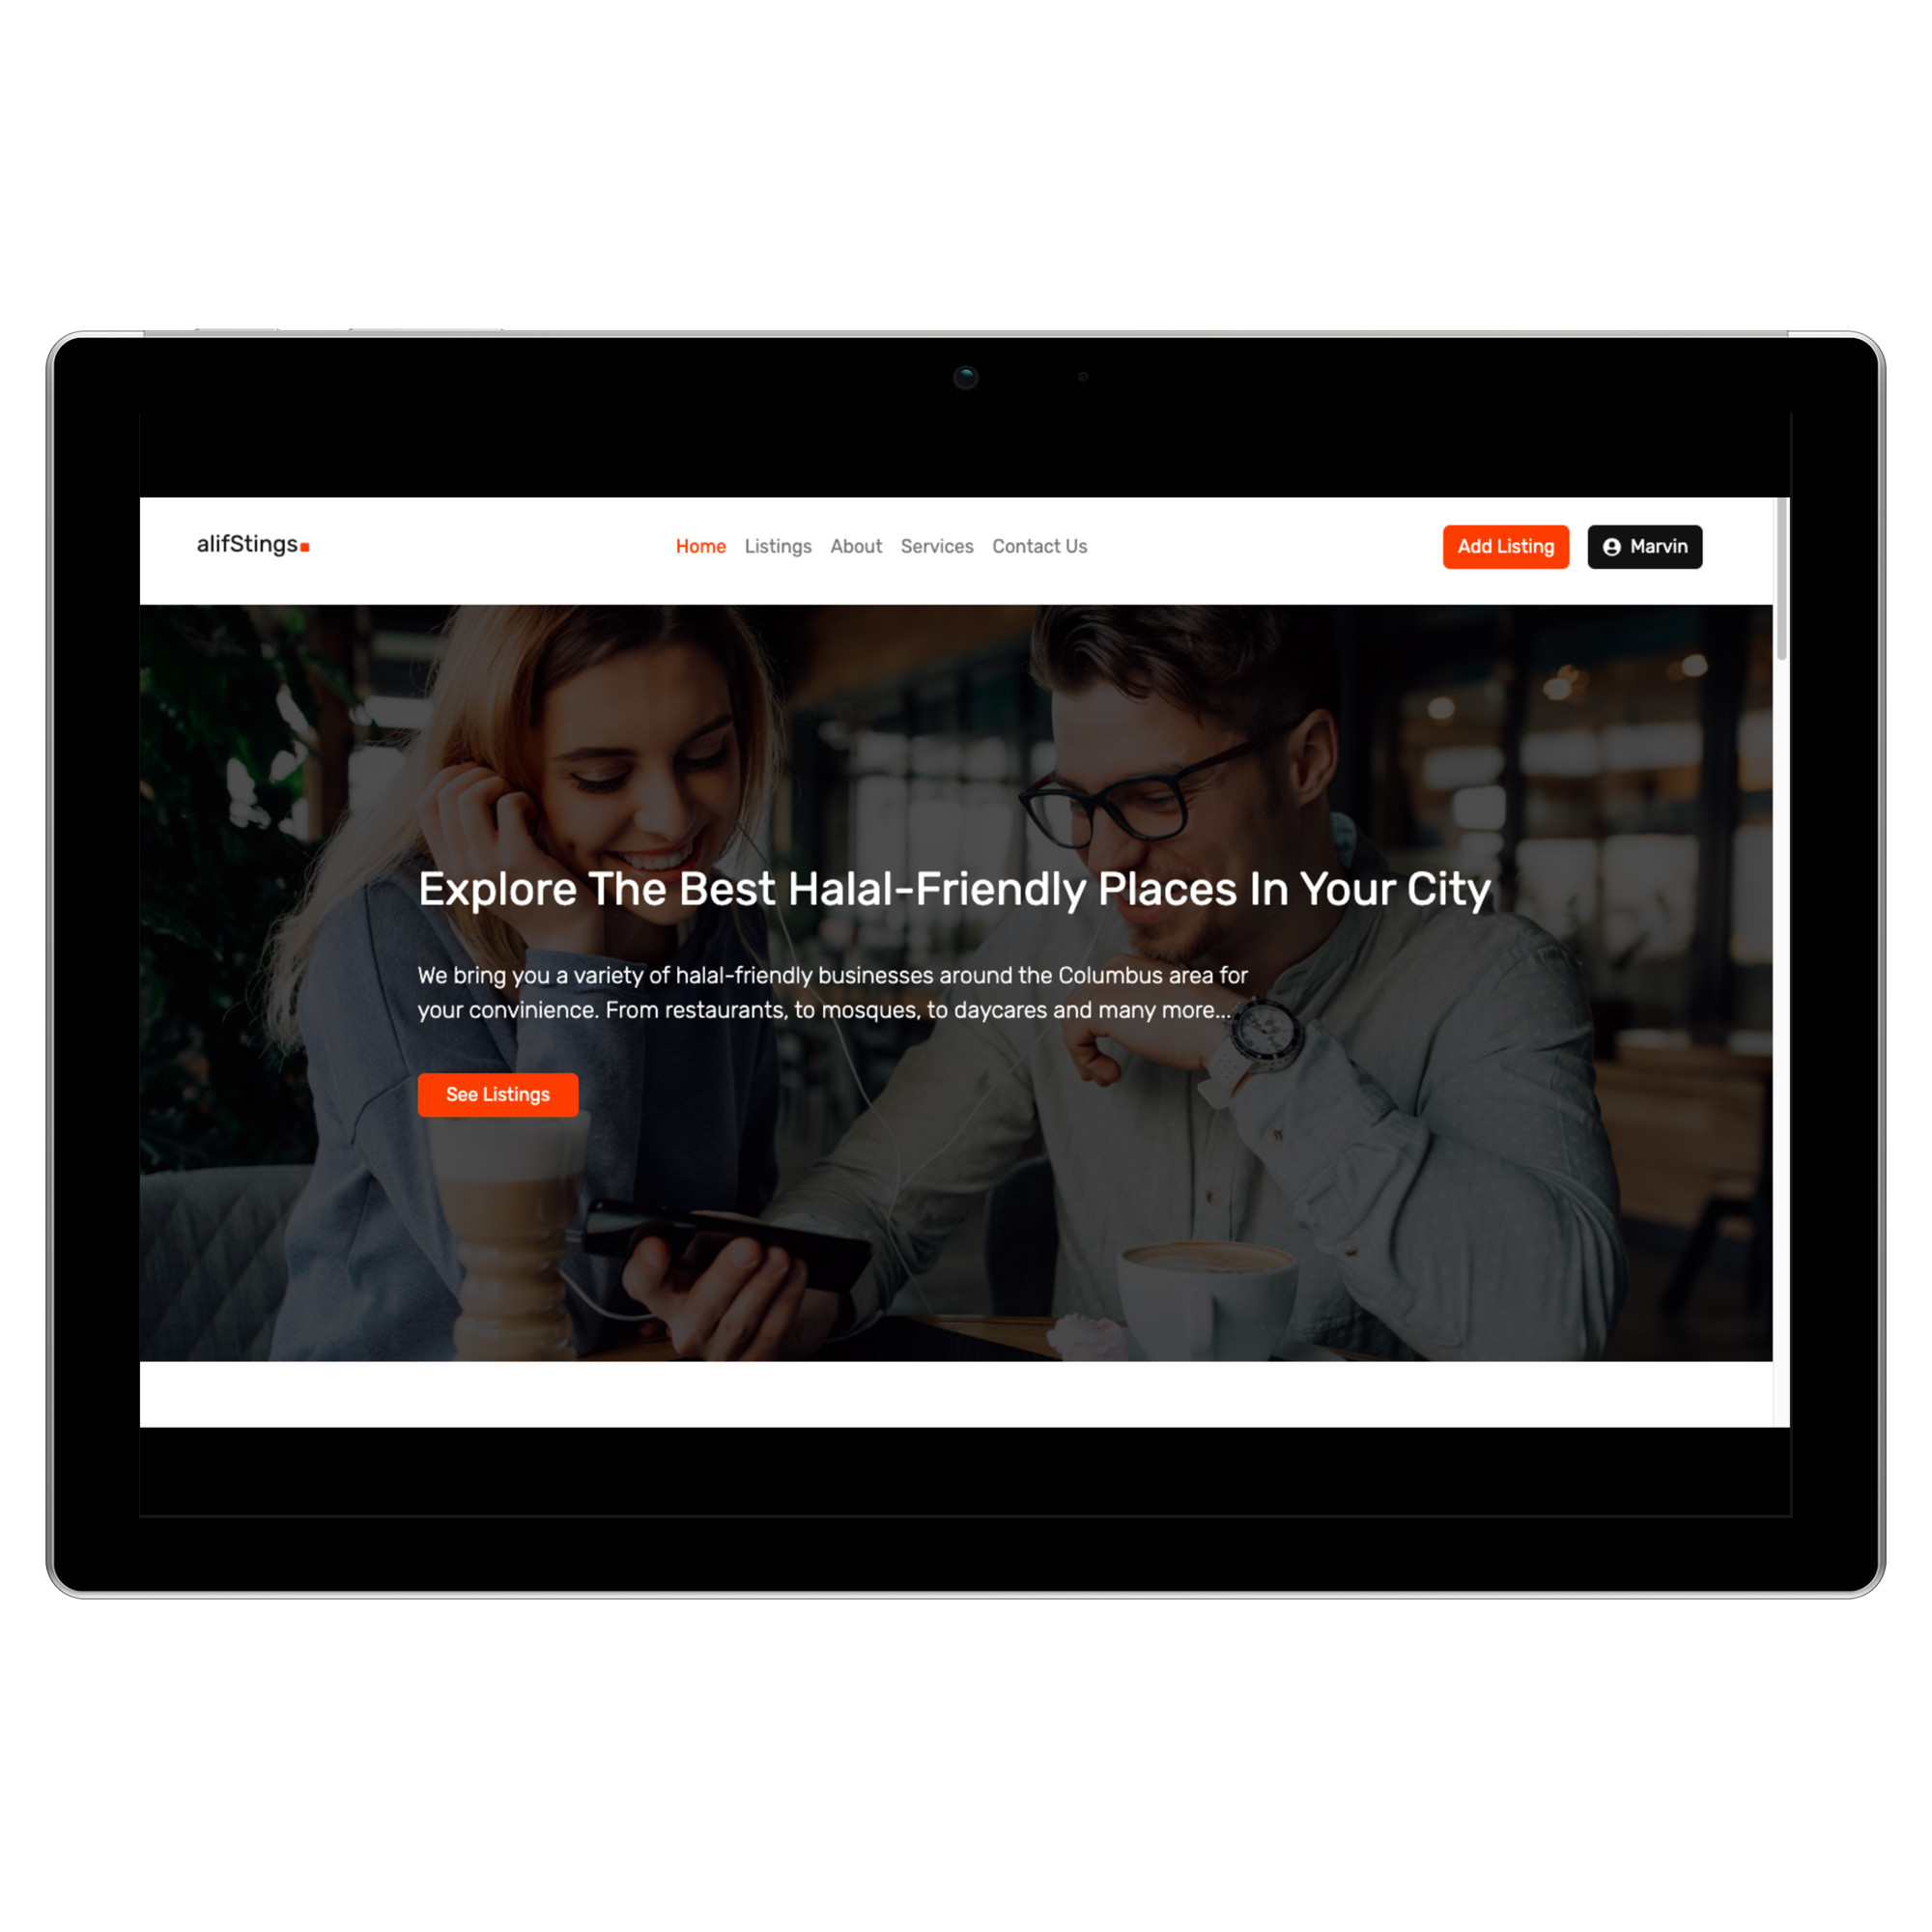 alifStings
Home Listings About Services Contact Us
Add Listing Marvin
Explore The Best Halal-Friendly Places In Your City
We bring you a variety of halal-friendly businesses around the Columbus area for
your convinience. From restaurants, to mosques, to daycares and many more...
See Listings